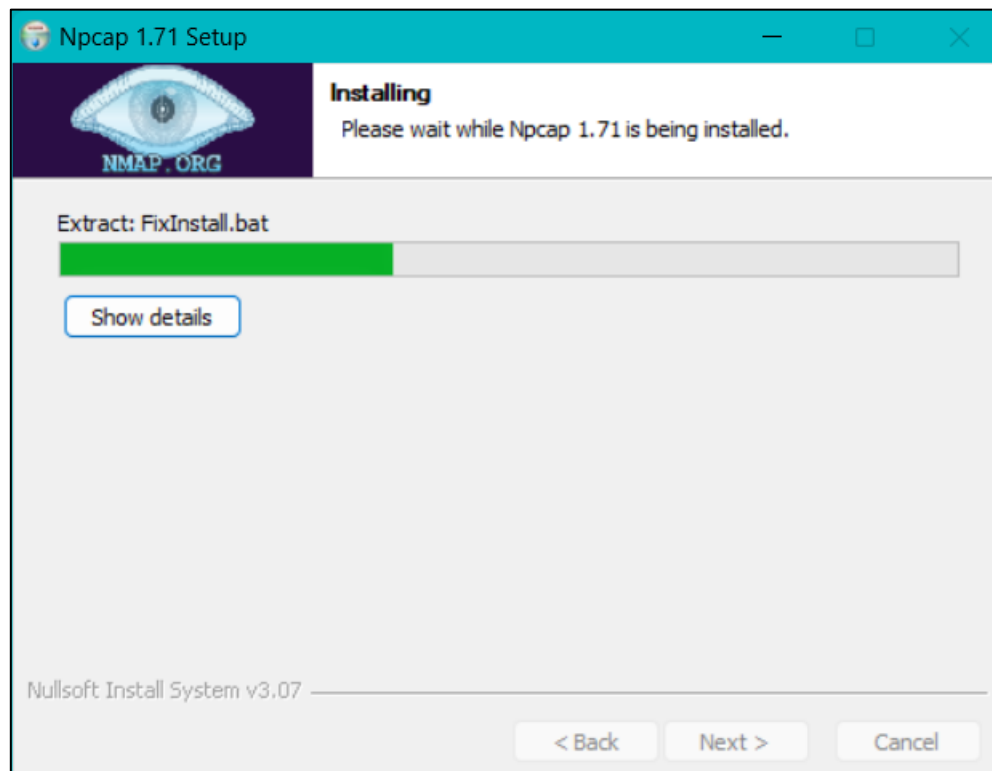 Npcap 1.71 Setup
NMAP.ORG
Installing
Please wait while Npcap 1.71 is being installed.
Extract: FixInstall.bat
Show details
Nullsoft Install System v3.07
< Back
Next >
Cancel